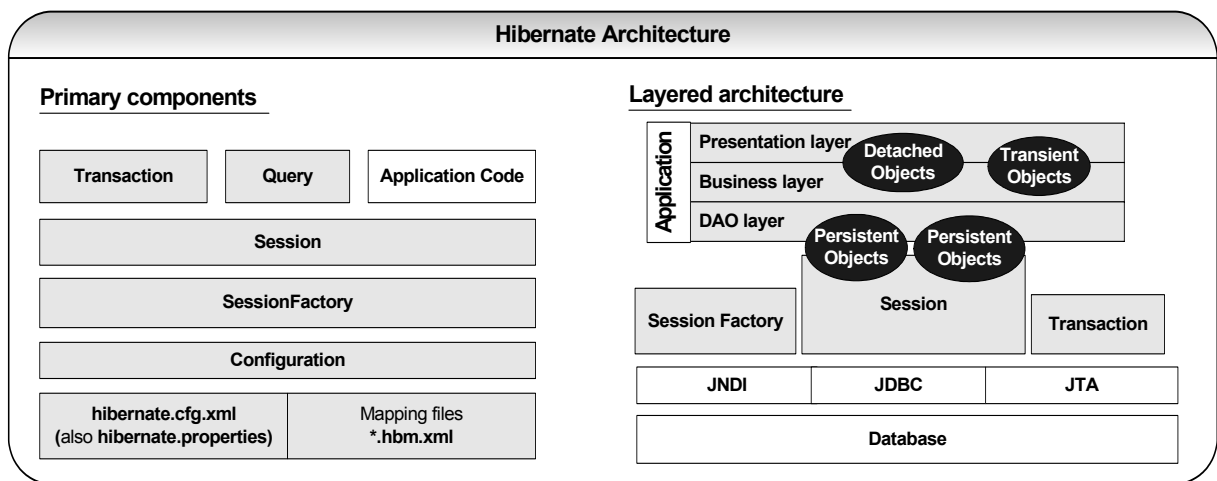 Hibernate Architecture
Primary components
Transaction
Query
Application Code
Session
SessionFactory
Configuration
hibernate.cfg.xml
(also hibernate.properties)
Mapping files
*.hbm.xml
Layered architecture
Application
Presentation layer
Business layer
DAO layer
Detached
Objects
Transient
Objects
Persistent
Objects
Persistent
Objects
Session Factory
Session
Transaction
JNDI
JDBC
JTA
Database